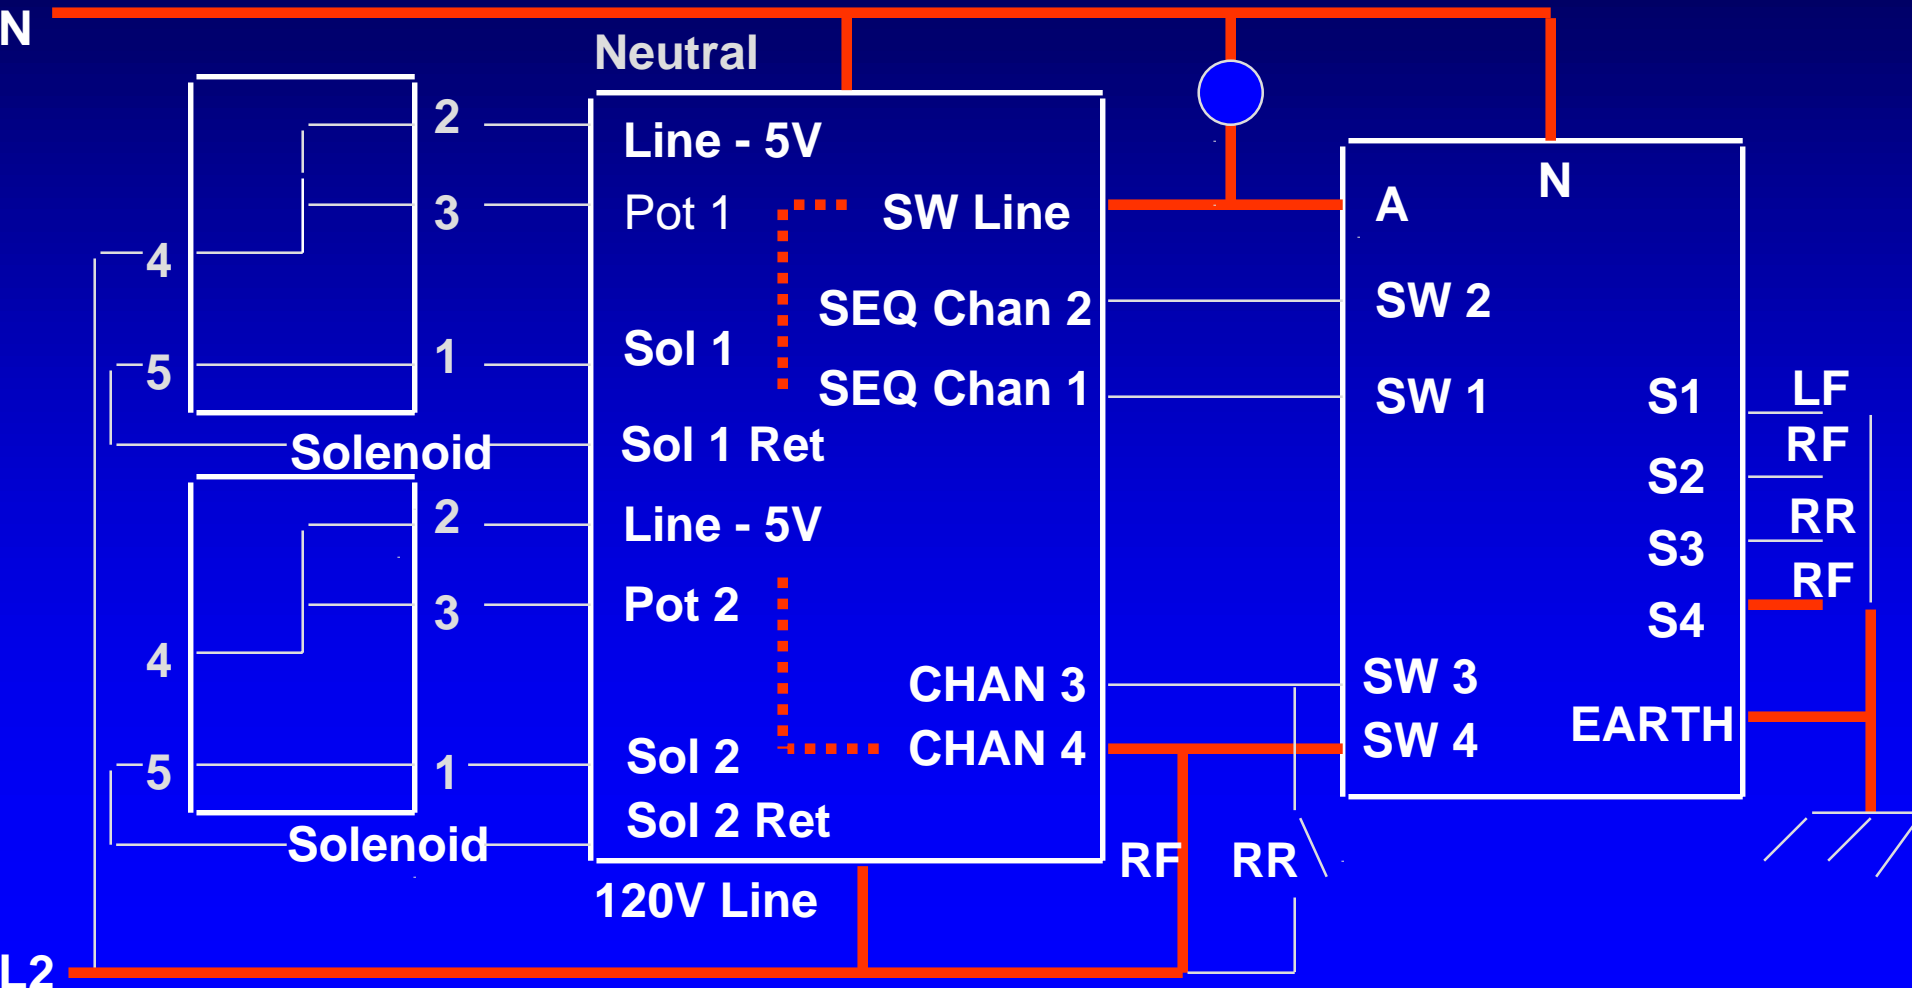 N
Neutral
2
3
4
1
5
Solenoid
2
3
4
1
5
Solenoid
Line - 5V
Pot 1
SW Line
SEQ Chan 2
Sol 1
SEQ Chan 1
Sol 1 Ret
Line - 5V
Pot 2
CHAN 3
Sol 2
CHAN 4
Sol 2 Ret
120V Line
RF
RR
N
A
SW 2
SW 1
S1
S2
S3
S4
SW 3
EARTH
SW 4
LF
RF
RR
RF
L2